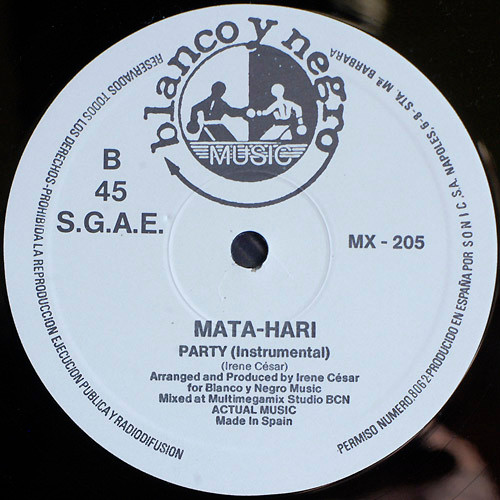 blanco y negro
MUSIC
B
45
S.G.A.E.
MX - 205
MATA-HARI
PARTY (Instrumental)
(Irene César)
Arranged and Produced by Irene César
for Blanco y Negro Music
Mixed at Multimegamix Studio BCN
ACTUAL MUSIC
Made In Spain
RESERVADOS TODOS LOS DERECHOS-PROHIBIDA LA REPRODUCCION EJECUCION PUBLICA Y RADIODIFUSION
PERMISO NUMERO 806'2 PRODUCIDO EN ESPAÑA POR S O N I C S.A. NAPOLES, 6-8-STA. Mª. BARBARA